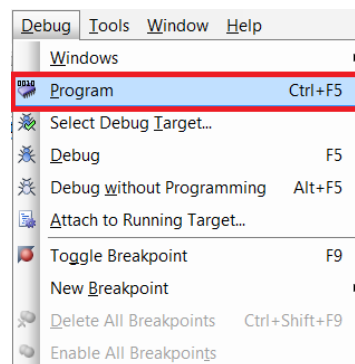 Debug Tools Window Help
Windows
Program Ctrl+F5
Select Debug Target...
Debug F5
Debug without Programming Alt+F5
Attach to Running Target...
Toggle Breakpoint F9
New Breakpoint
Delete All Breakpoints Ctrl+Shift+F9
Enable All Breakpoints